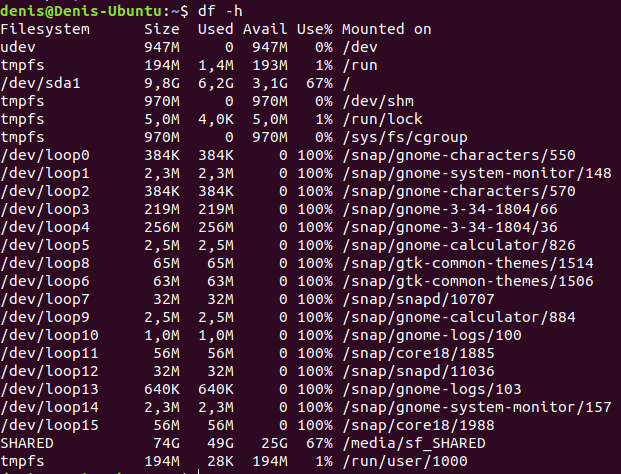 denis@Denis-Ubuntu:~$ df -h
Filesystem Size Used Avail Use% Mounted on
udev 947M 0 947M 0% /dev
tmpfs 194M 1,4M 193M 1% /run
/dev/sda1 9,8G 6,2G 3,1G 67% /
tmpfs 970M 0 970M 0% /dev/shm
tmpfs 5,0M 4,0K 5,0M 1% /run/lock
tmpfs 970M 0 970M 0% /sys/fs/cgroup
/dev/loop0 384K 384K 0 100% /snap/gnome-characters/550
/dev/loop1 2,3M 2,3M 0 100% /snap/gnome-system-monitor/148
/dev/loop2 384K 384K 0 100% /snap/gnome-characters/570
/dev/loop3 219M 219M 0 100% /snap/gnome-3-34-1804/66
/dev/loop4 256M 256M 0 100% /snap/gnome-3-34-1804/36
/dev/loop5 2,5M 2,5M 0 100% /snap/gnome-calculator/826
/dev/loop8 65M 65M 0 100% /snap/gtk-common-themes/1514
/dev/loop6 63M 63M 0 100% /snap/gtk-common-themes/1506
/dev/loop7 32M 32M 0 100% /snap/snapd/10707
/dev/loop9 2,5M 2,5M 0 100% /snap/gnome-calculator/884
/dev/loop10 1,0M 1,0M 0 100% /snap/gnome-logs/100
/dev/loop11 56M 56M 0 100% /snap/core18/1885
/dev/loop12 32M 32M 0 100% /snap/snapd/11036
/dev/loop13 640K 640K 0 100% /snap/gnome-logs/103
/dev/loop14 2,3M 2,3M 0 100% /snap/gnome-system-monitor/157
/dev/loop15 56M 56M 0 100% /snap/core18/1988
SHARED 74G 49G 25G 67% /media/sf_SHARED
tmpfs 194M 28K 194M 1% /run/user/1000